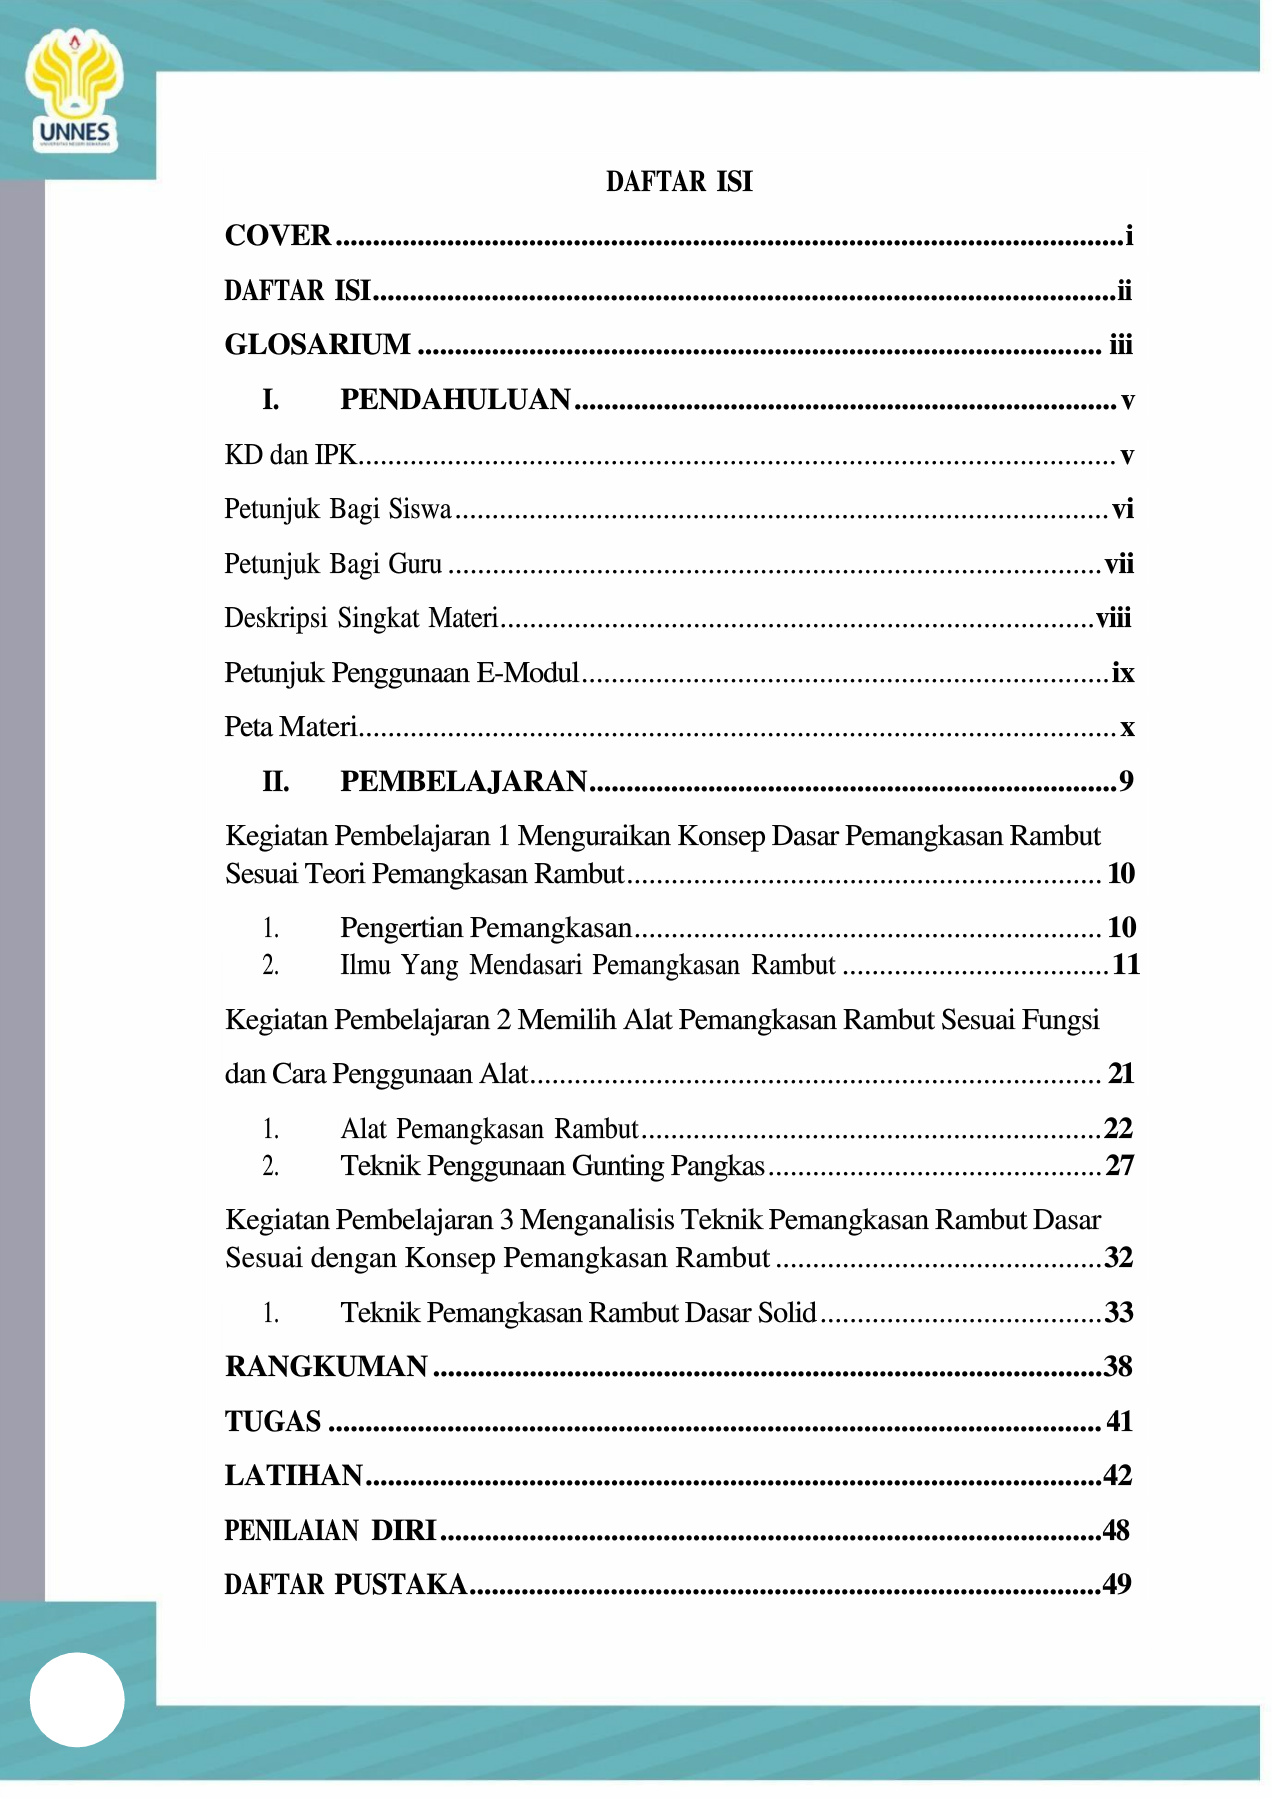 UNNES
UNIVERSITAS NEGERI SEMARANG
DAFTAR ISI
COVER....................................................................................................i
DAFTAR ISI....................................................................................................ii
GLOSARIUM .................................................................................................... iii
I. PENDAHULUAN.................................................................................................... v
KD dan IPK.................................................................................................... v
Petunjuk Bagi Siswa....................................................................................................vi
Petunjuk Bagi Guru ....................................................................................................vii
Deskripsi Singkat Materi....................................................................................................viii
Petunjuk Penggunaan E-Modul....................................................................................................ix
Peta Materi.................................................................................................... x
II. PEMBELAJARAN....................................................................................................9
Kegiatan Pembelajaran 1 Menguraikan Konsep Dasar Pemangkasan Rambut
Sesuai Teori Pemangkasan Rambut................................................................ 10
1. Pengertian Pemangkasan............................................................... 10
2. Ilmu Yang Mendasari Pemangkasan Rambut ....................................11
Kegiatan Pembelajaran 2 Memilih Alat Pemangkasan Rambut Sesuai Fungsi
dan Cara Penggunaan Alat............................................................................. 21
1. Alat Pemangkasan Rambut..............................................................22
2. Teknik Penggunaan Gunting Pangkas.............................................27
Kegiatan Pembelajaran 3 Menganalisis Teknik Pemangkasan Rambut Dasar
Sesuai dengan Konsep Pemangkasan Rambut ............................................32
1. Teknik Pemangkasan Rambut Dasar Solid......................................33
RANGKUMAN ..........................................................................................38
TUGAS ........................................................................................................ 41
LATIHAN...................................................................................................42
PENILAIAN DIRI.........................................................................................48
DAFTAR PUSTAKA.....................................................................................49